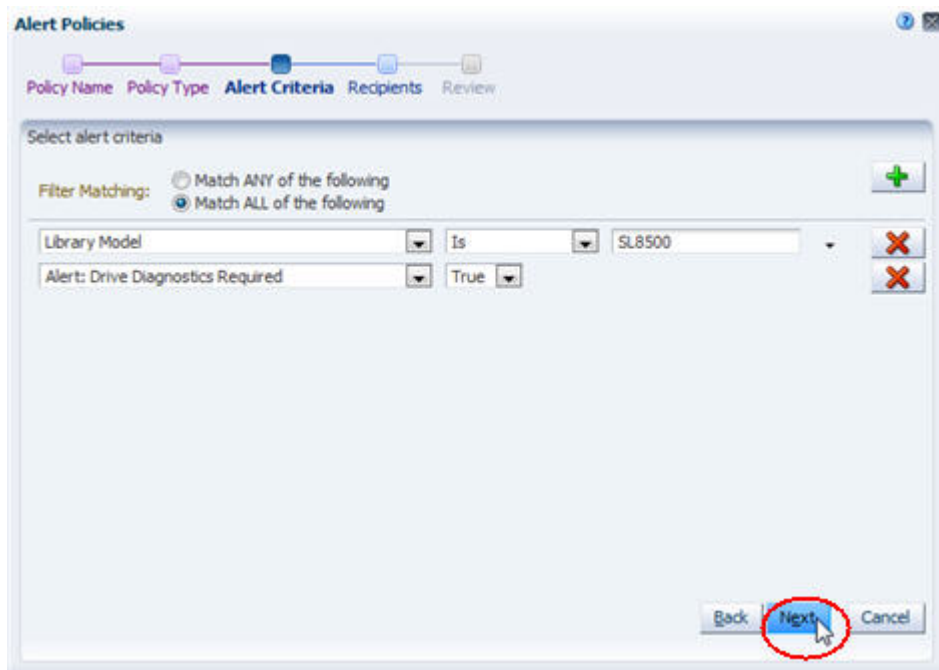 Alert Policies
Policy Name Policy Type Alert Criteria Recipients Review
Select alert criteria
Filter Matching:
Match ANY of the following
Match ALL of the following
Library Model Is SL8500
Alert: Drive Diagnostics Required True
Back Next Cancel